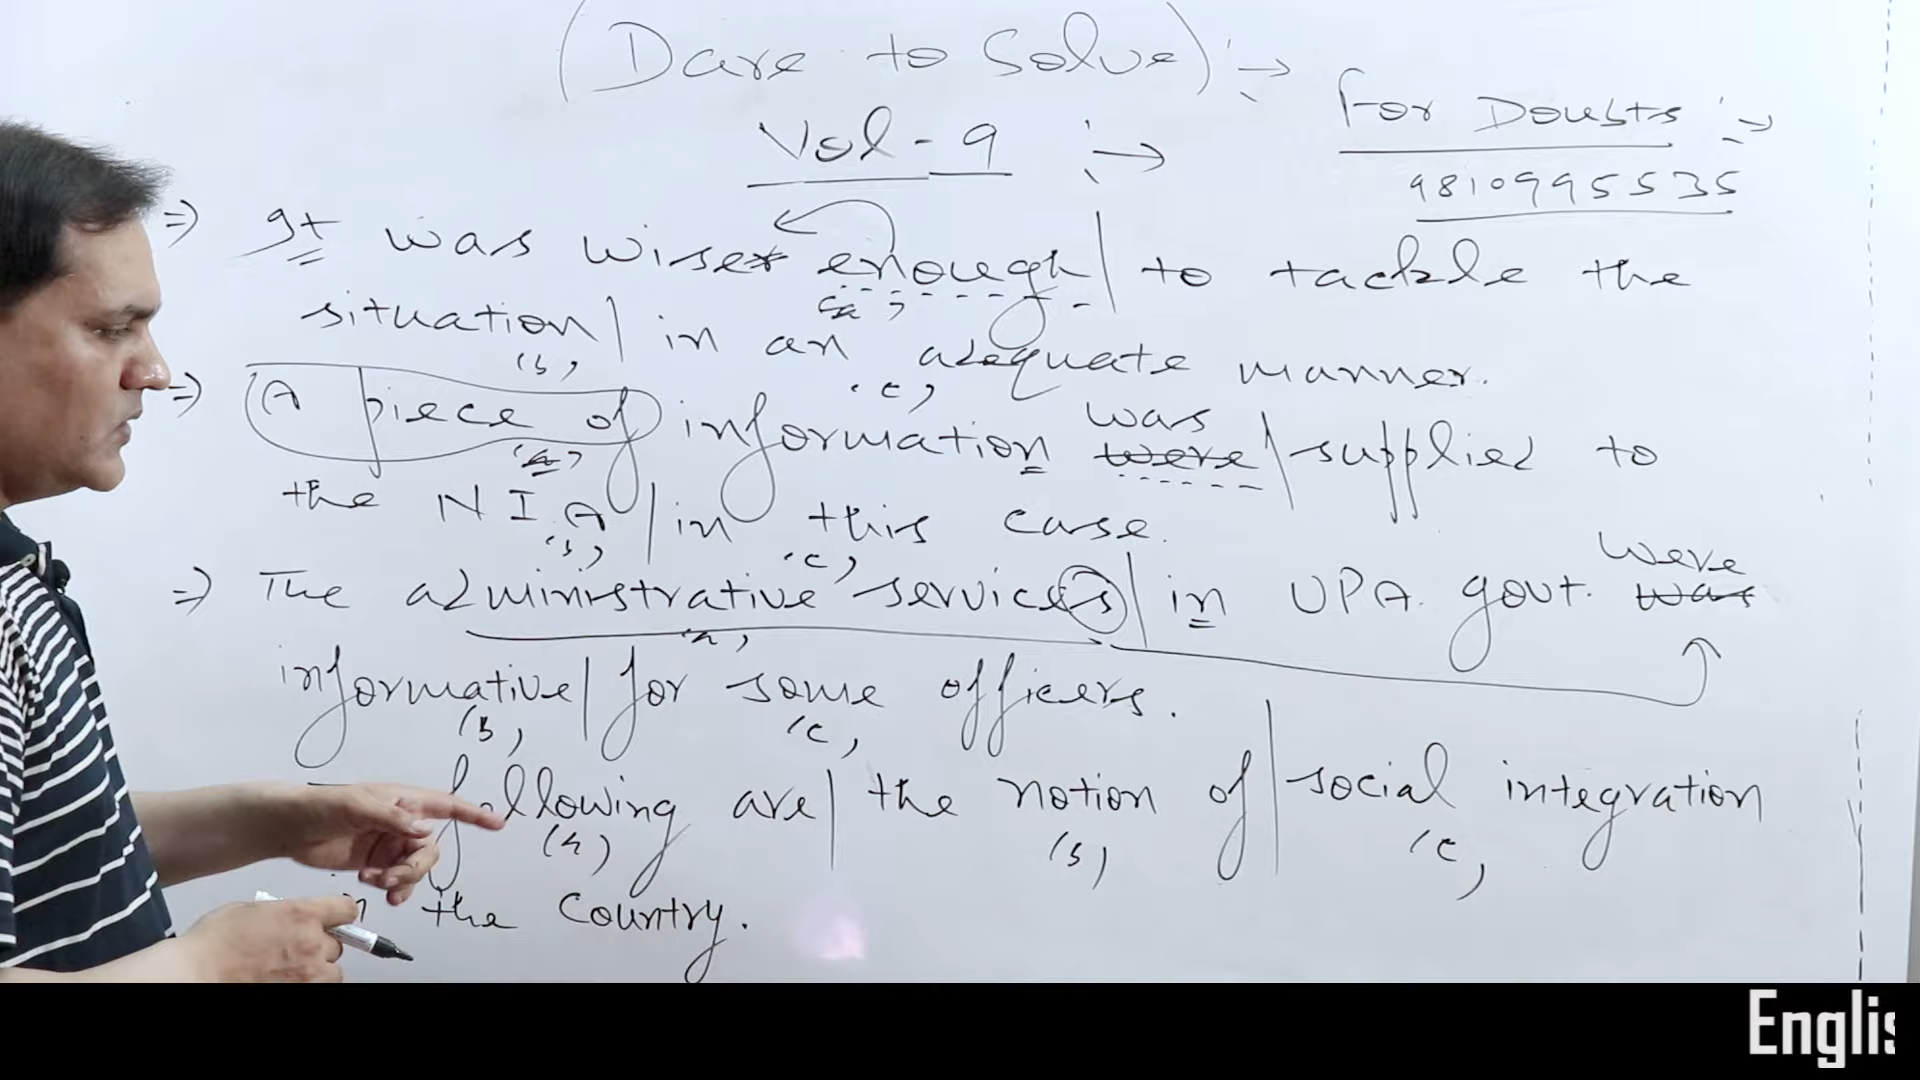 (Dare to Solve) :→
Vol-9 :→
For Doubts :→
9810995535
⇒ It was wiser enough | to tackle the
(a)
situation | in an adequate manner.
(b) (c)
was
⇒ A piece of information were | supplied to
(a)
the NIA | in this case.
(b) (c)
were
⇒ The administrative services | in UPA govt. was
(a)
informative | for some officers.
(b) (c)
following are | the notion of | social integration
(a) (b) (c)
the country.
Englis